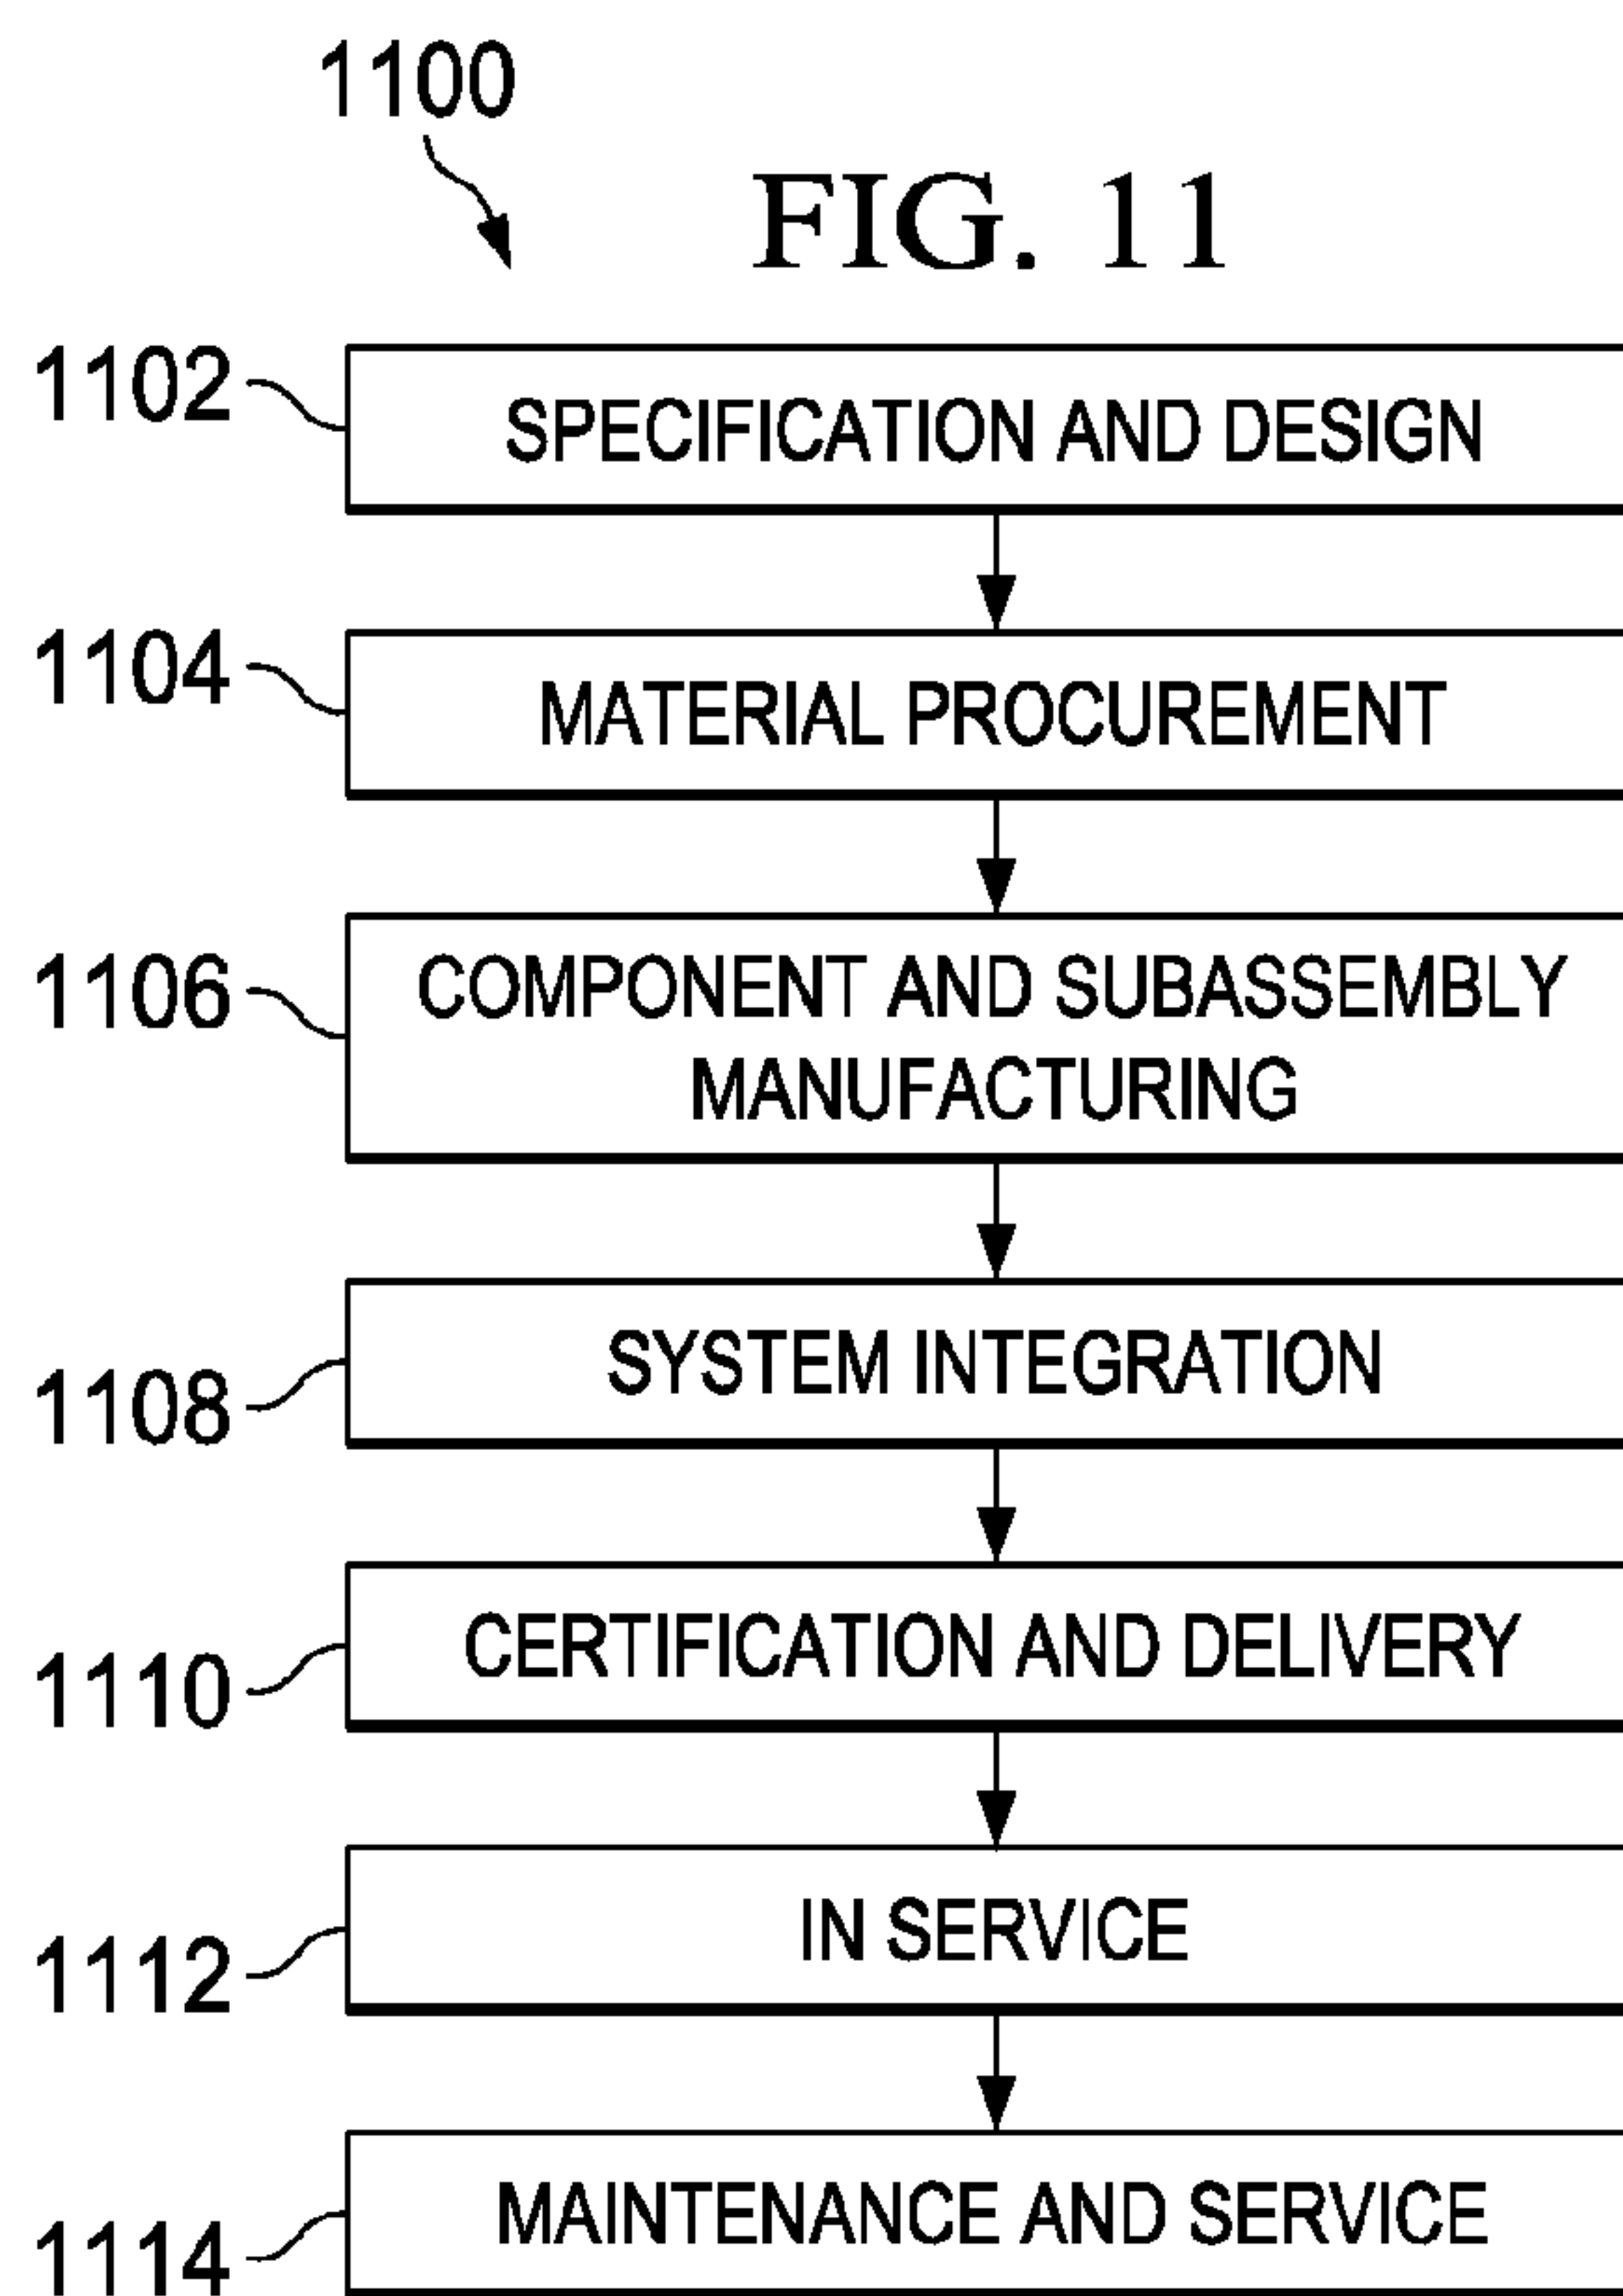 1100
FIG. 11
1102
SPECIFICATION AND DESIGN
1104
MATERIAL PROCUREMENT
1106
COMPONENT AND SUBASSEMBLY
MANUFACTURING
1108
SYSTEM INTEGRATION
1110
CERTIFICATION AND DELIVERY
1112
IN SERVICE
1114
MAINTENANCE AND SERVICE